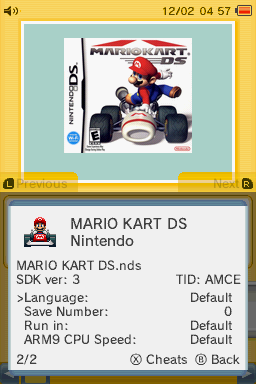 12/02 04 57
MARIOKART
DS
NINTENDO DS
EVERYONE
E
Nintendo
L Previous
Next R
MARIO KART DS
Nintendo
MARIO KART DS.nds
SDK ver: 3 TID: AMCE
>Language: Default
Save Number: 0
Run in: Default
ARM9 CPU Speed: Default
2/2 X Cheats B Back